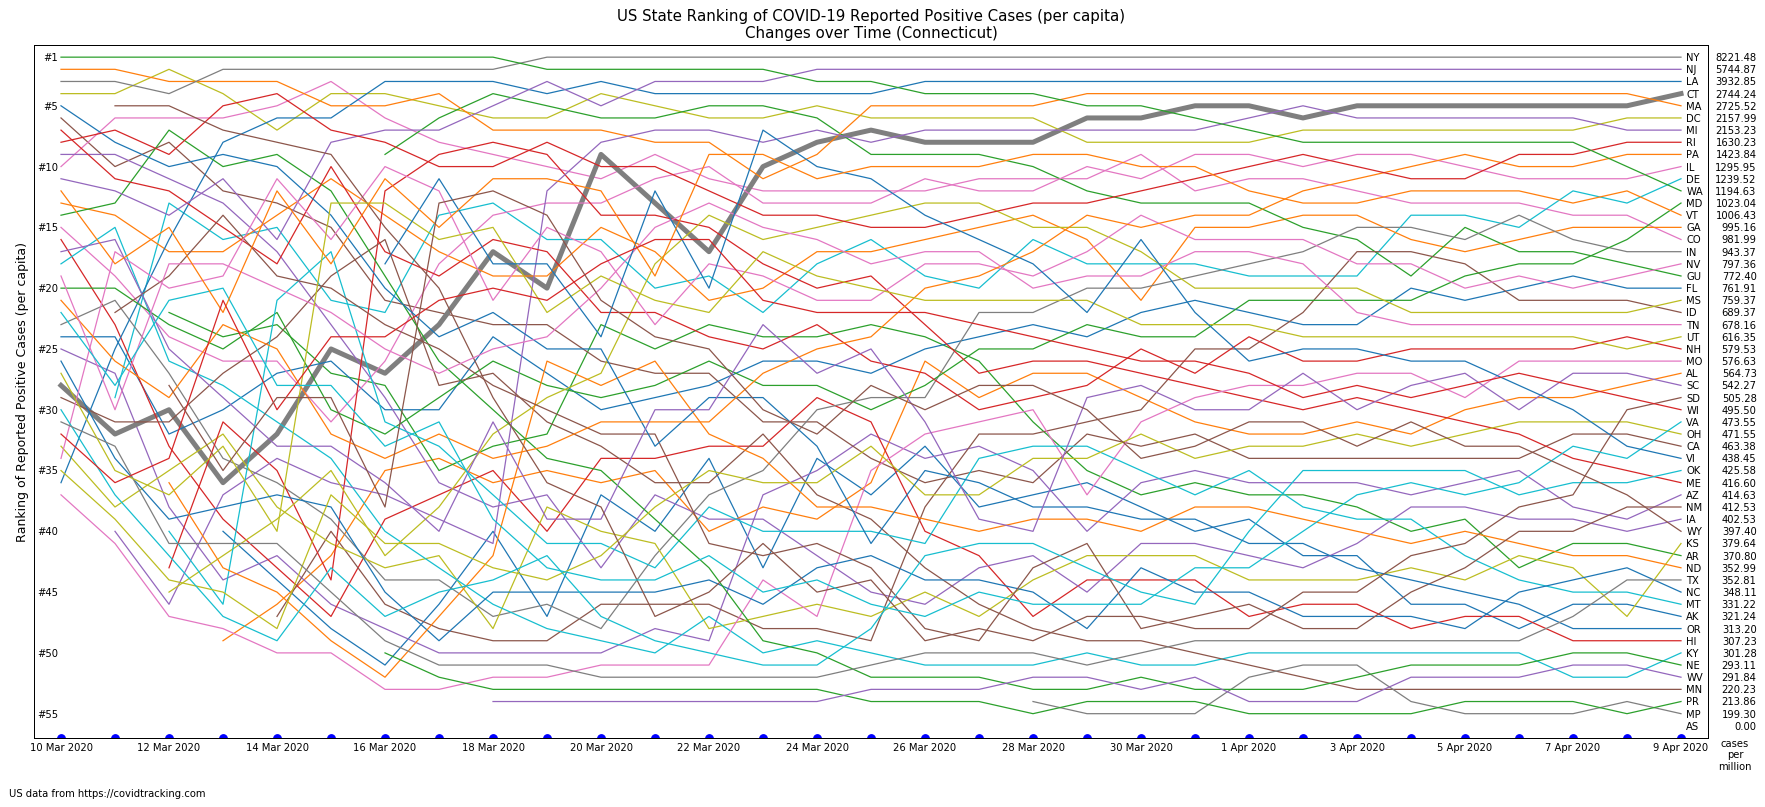 US State Ranking of COVID-19 Reported Positive Cases (per capita)
Changes over Time (Connecticut)
Ranking of Reported Positive Cases (per capita)
#1
#5
#10
#15
#20
#25
#30
#35
#40
#45
#50
#55
NY 8221.48
NJ 5744.87
LA 3932.85
CT 2744.24
MA 2725.52
DC 2157.99
MI 2153.23
RI 1630.23
PA 1423.84
IL 1295.95
DE 1239.52
WA 1194.63
MD 1023.04
VT 1006.43
GA 995.16
CO 981.99
IN 943.37
NV 797.36
GU 772.40
FL 761.91
MS 759.37
ID 689.37
TN 678.16
UT 616.35
NH 579.53
MO 576.63
AL 564.73
SC 542.27
SD 505.28
WI 495.50
VA 473.55
OH 471.55
CA 463.38
VI 438.45
OK 425.58
ME 416.60
AZ 414.63
NM 412.53
IA 402.53
WY 397.40
KS 379.64
AR 370.80
ND 352.99
TX 352.81
NC 348.11
MT 331.22
AK 321.24
OR 313.20
HI 307.23
KY 301.28
NE 293.11
WV 291.84
MN 220.23
PR 213.86
MP 199.30
AS 0.00
10 Mar 2020 12 Mar 2020 14 Mar 2020 16 Mar 2020 18 Mar 2020 20 Mar 2020 22 Mar 2020 24 Mar 2020 26 Mar 2020 28 Mar 2020 30 Mar 2020 1 Apr 2020 3 Apr 2020 5 Apr 2020 7 Apr 2020 9 Apr 2020
cases
per
million
US data from https://covidtracking.com